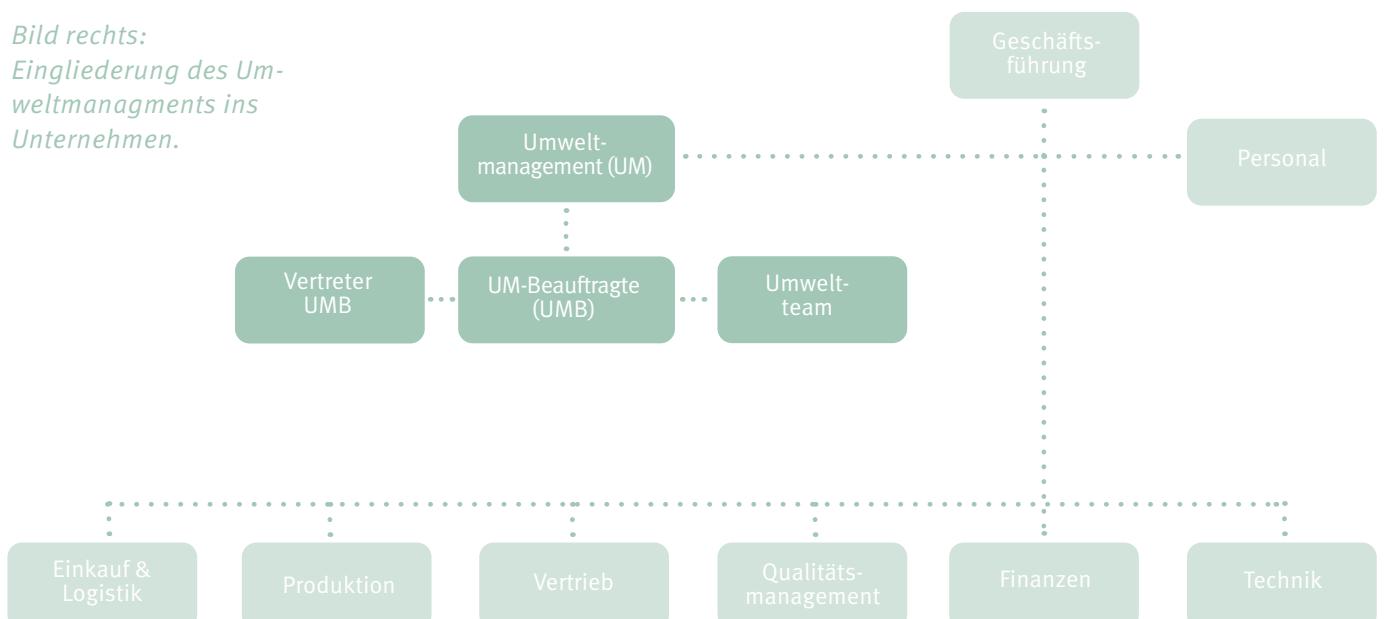 Bild rechts:
Eingliederung des Um-
weltmanagments ins
Unternehmen.
Geschäfts-
führung
Umwelt-
management (UM)
Personal
Vertreter
UMB
UM-Beauftragte
(UMB)
Umwelt-
team
Einkauf &
Logistik
Produktion
Vertrieb
Qualitäts-
management
Finanzen
Technik